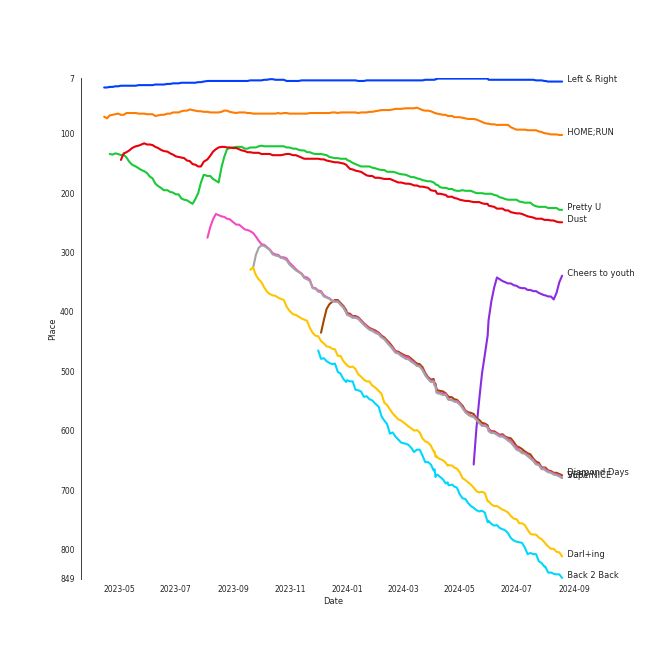 7
100
200
300
400
500
600
700
800
849
Place
2023-05
2023-07
2023-09
2023-11
2024-01
2024-03
2024-05
2024-07
2024-09
Date
Left & Right
HOME;RUN
Pretty U
Dust
Cheers to youth
Diamond Days
Darl+ing
Back 2 Back